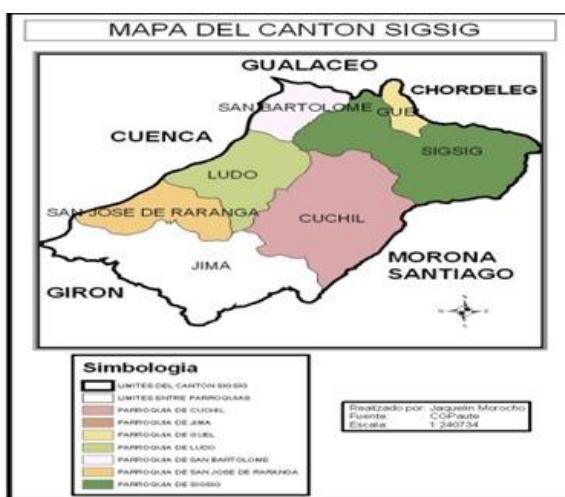 MAPA DEL CANTON SIGSIG
GUALACEO
CHORDELEG
SAN BARTOLOME
GUEL
CUENCA
SIGSIG
LUDO
SAN JOSE DE RARANGA
CUCHIL
JIMA
MORONA
SANTIAGO
GIRON
Simbologia
LIMITES DEL CANTON SIGSIG
LIMITES ENTRE PARROQUIAS
PARROQUIA DE CUCHIL
PARROQUIA DE JIMA
PARROQUIA DE GUEL
PARROQUIA DE LUDO
PARROQUIA DE SAN BARTOLOME
PARROQUIA DE SAN JOSE DE RARANGA
PARROQUIA DE SIGSIG
Realizado por: Jaquelin Morocho
Fuente: CGPaute
Escala: 1:240734